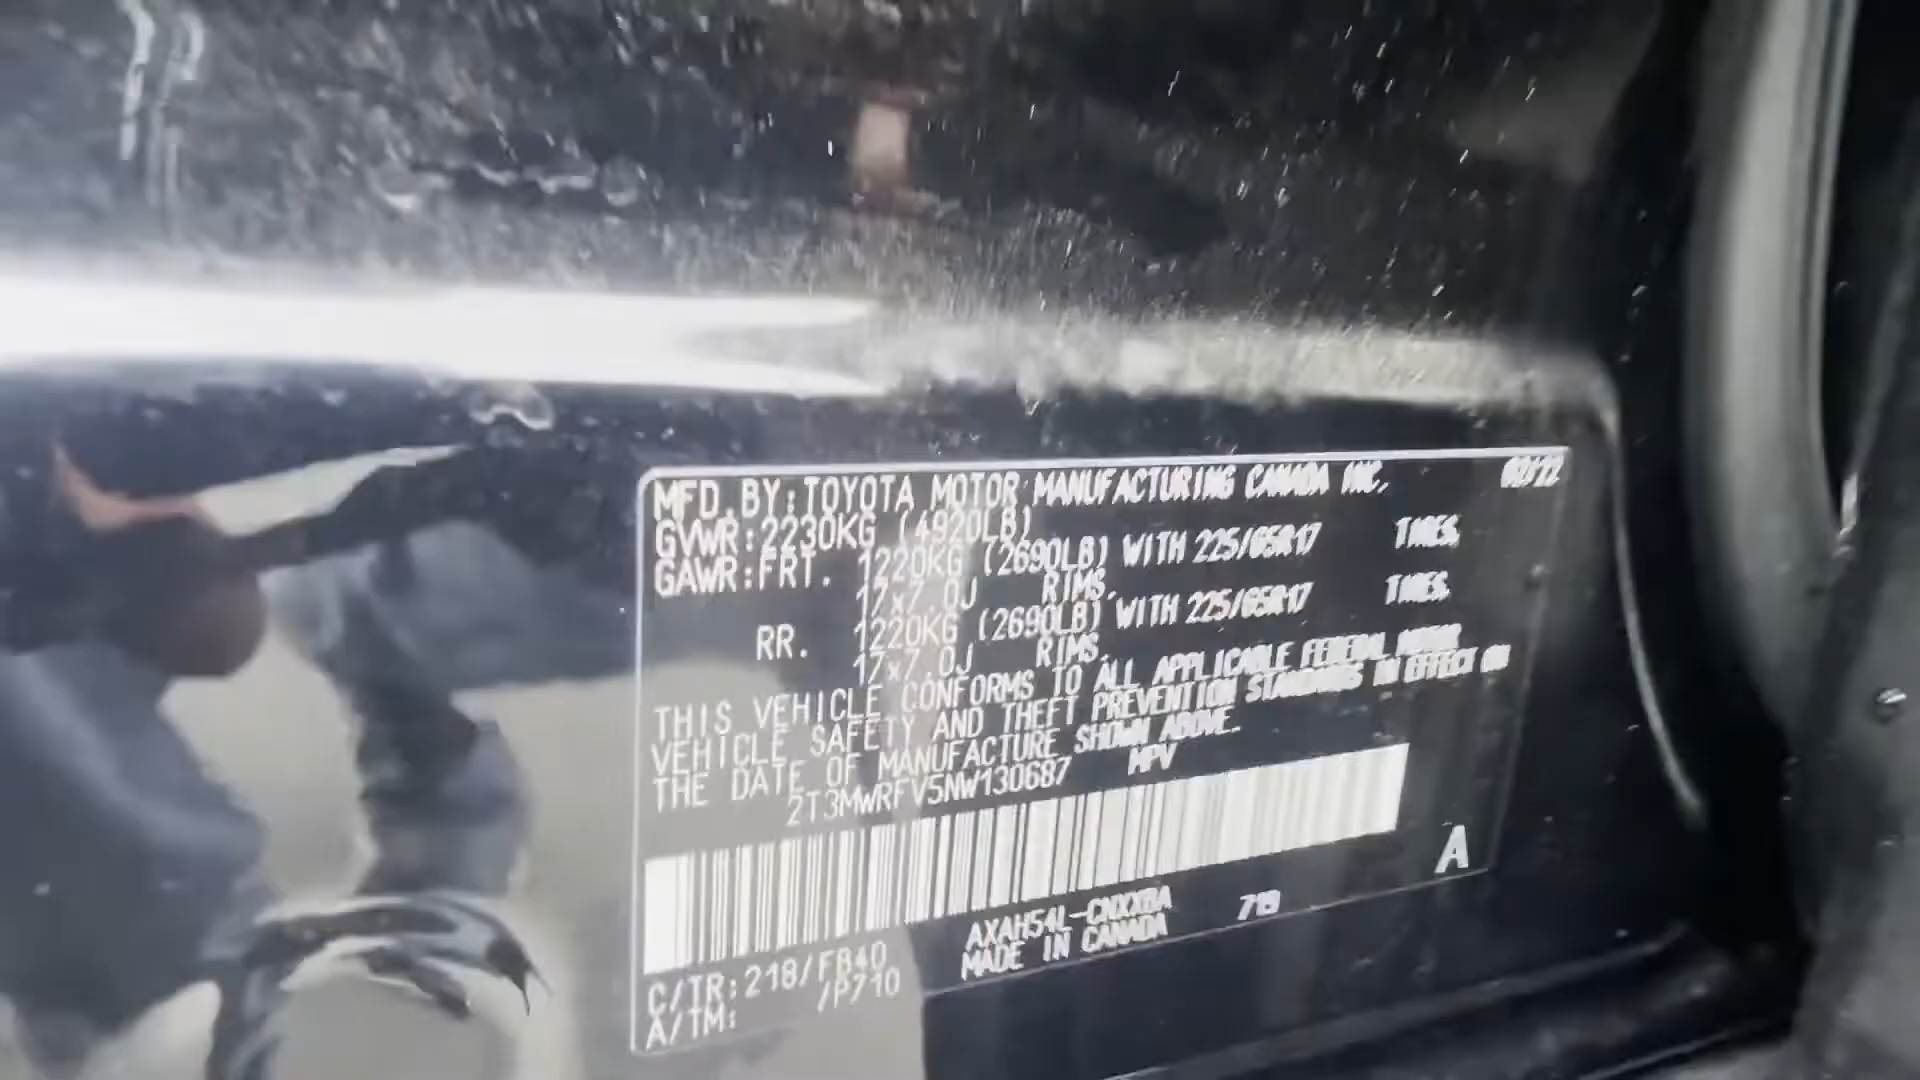 MFD.BY:TOYOTA MOTOR MANUFACTURING CANADA INC.
GVWR:2230KG (4920LB)
GAWR:FRT. 1220KG (2690LB) WITH 225/65R17 TIRES,
17x7.0J RIMS,
RR. 1220KG (2690LB) WITH 225/65R17 TIRES,
17x7.0J RIMS,
THIS VEHICLE CONFORMS TO ALL APPLICABLE FEDERAL MOTOR
VEHICLE SAFETY AND THEFT PREVENTION STANDARDS IN EFFECT ON
THE DATE OF MANUFACTURE SHOWN ABOVE.
2T3MWRFV5NW130687 MPV
A
AXAH54L-CNXXBA 719
MADE IN CANADA
C/TR:218/FB40
A/TM: /P710